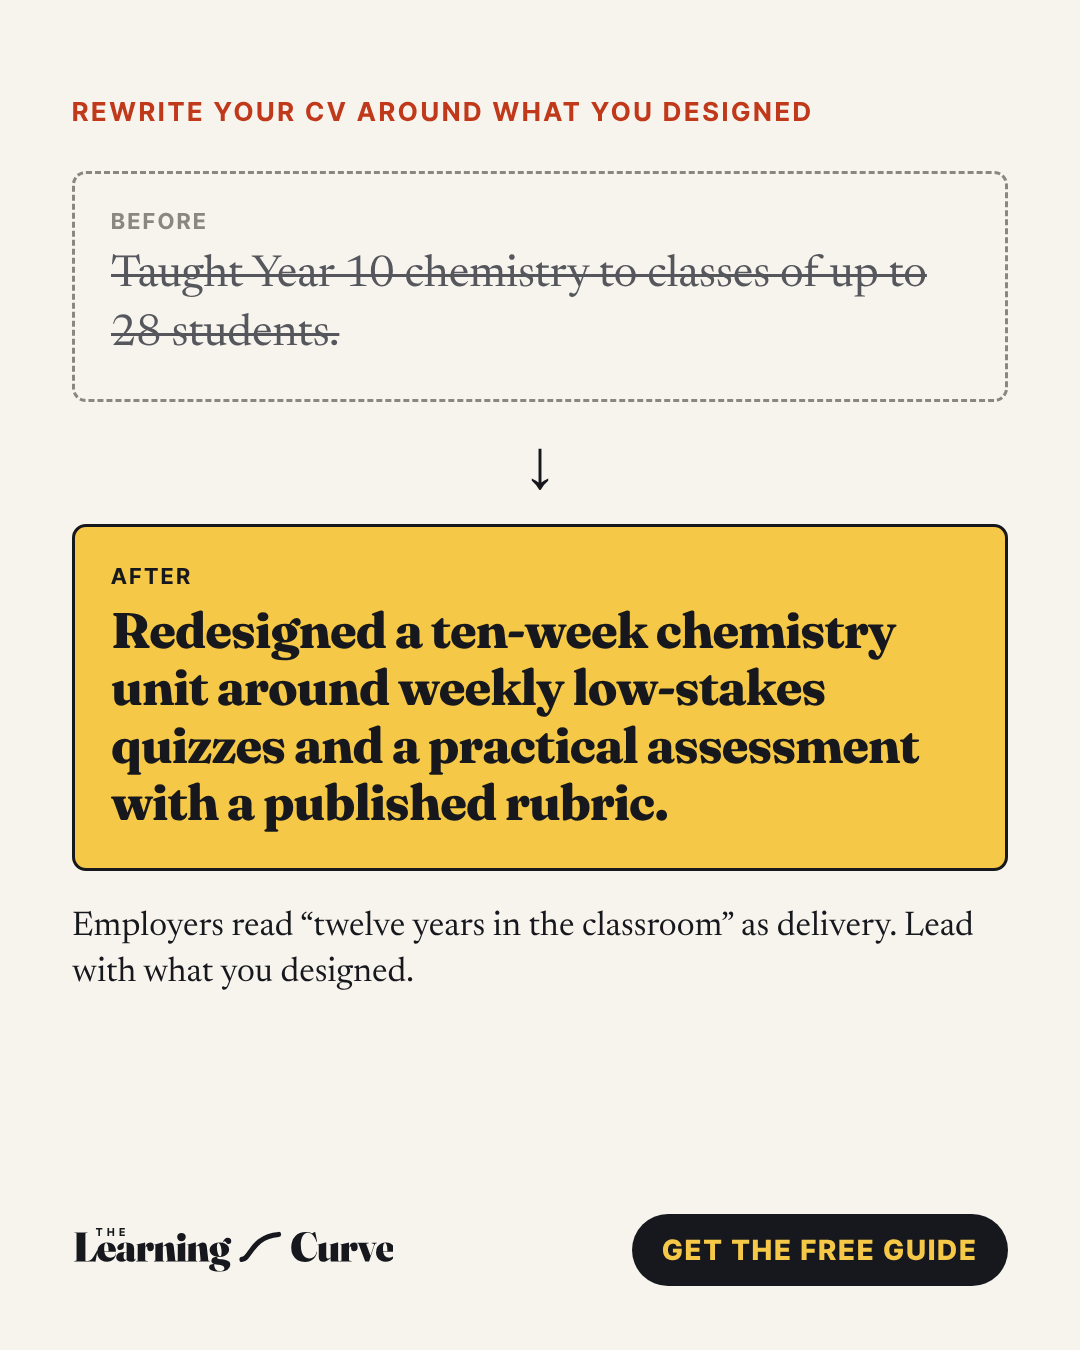 REWRITE YOUR CV AROUND WHAT YOU DESIGNED
BEFORE
Taught Year 10 chemistry to classes of up to
28 students.
↓
AFTER
Redesigned a ten-week chemistry
unit around weekly low-stakes
quizzes and a practical assessment
with a published rubric.
Employers read “twelve years in the classroom” as delivery. Lead
with what you designed.
THE
Learning Curve
GET THE FREE GUIDE